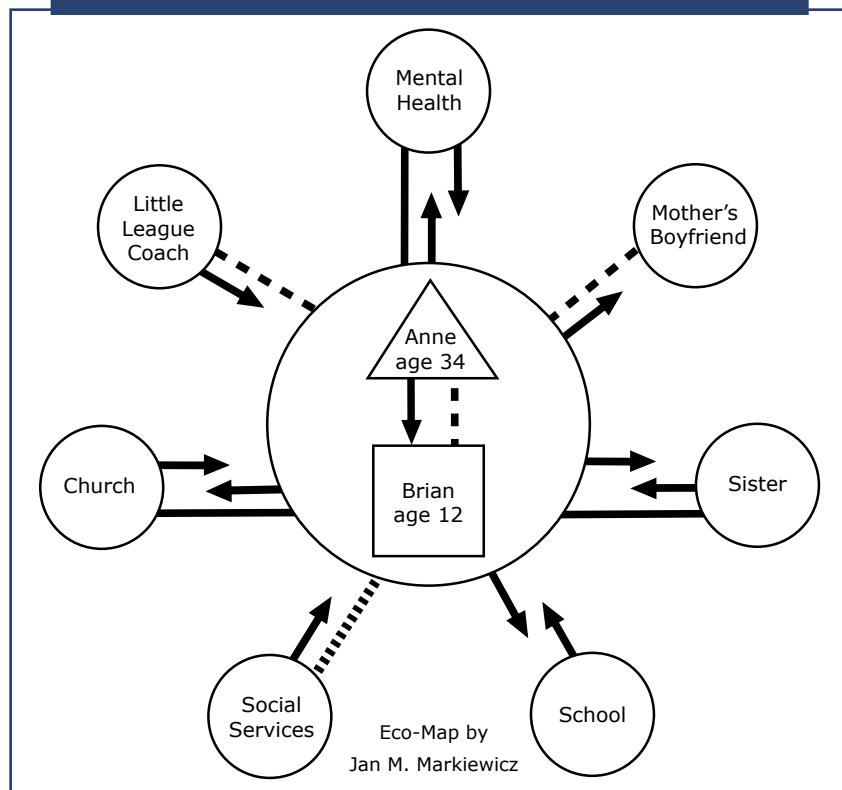 Mental
Health
Little
League
Coach
Mother's
Boyfriend
Anne
age 34
Church
Brian
age 12
Sister
Social
Services
School
Eco-Map by
Jan M. Markiewicz